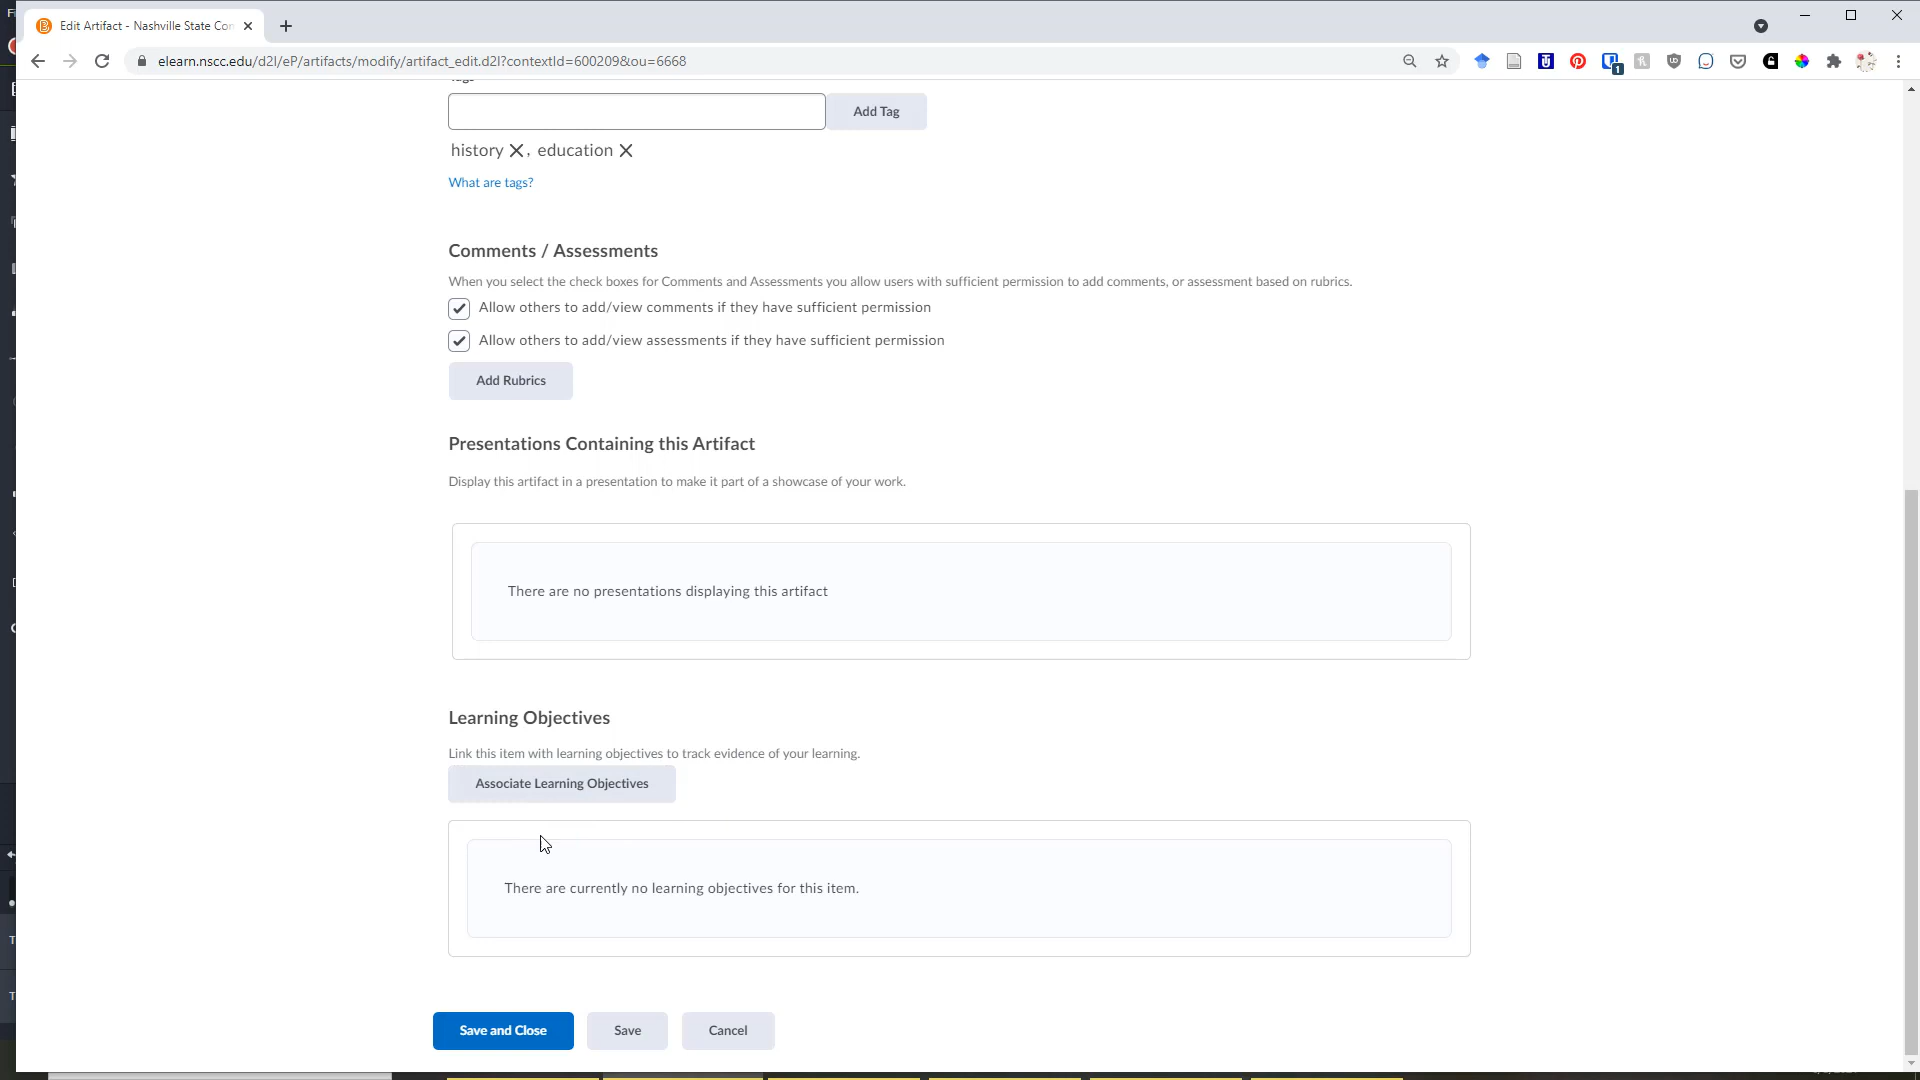 Edit Artifact - Nashville State Con
elearn.nscc.edu/d2l/eP/artifacts/modify/artifact_edit.d2l?contextId=600209&ou=6668
Add Tag
history ✕, education ✕
What are tags?
Comments / Assessments
When you select the check boxes for Comments and Assessments you allow users with sufficient permission to add comments, or assessment based on rubrics.
Allow others to add/view comments if they have sufficient permission
Allow others to add/view assessments if they have sufficient permission
Add Rubrics
Presentations Containing this Artifact
Display this artifact in a presentation to make it part of a showcase of your work.
There are no presentations displaying this artifact
Learning Objectives
Link this item with learning objectives to track evidence of your learning.
Associate Learning Objectives
There are currently no learning objectives for this item.
Save and Close
Save
Cancel